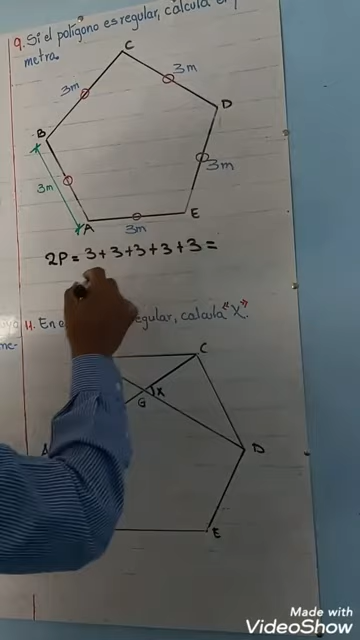 9. Si el polígono es regular, calcula el
metra.
C
3m
3m
D
B
3m
3m
A
E
3m
2P = 3+3+3+3+3 =
11. En e egular, calcula "X".
me-
C
X
G
D
E
Made with
VideoShow